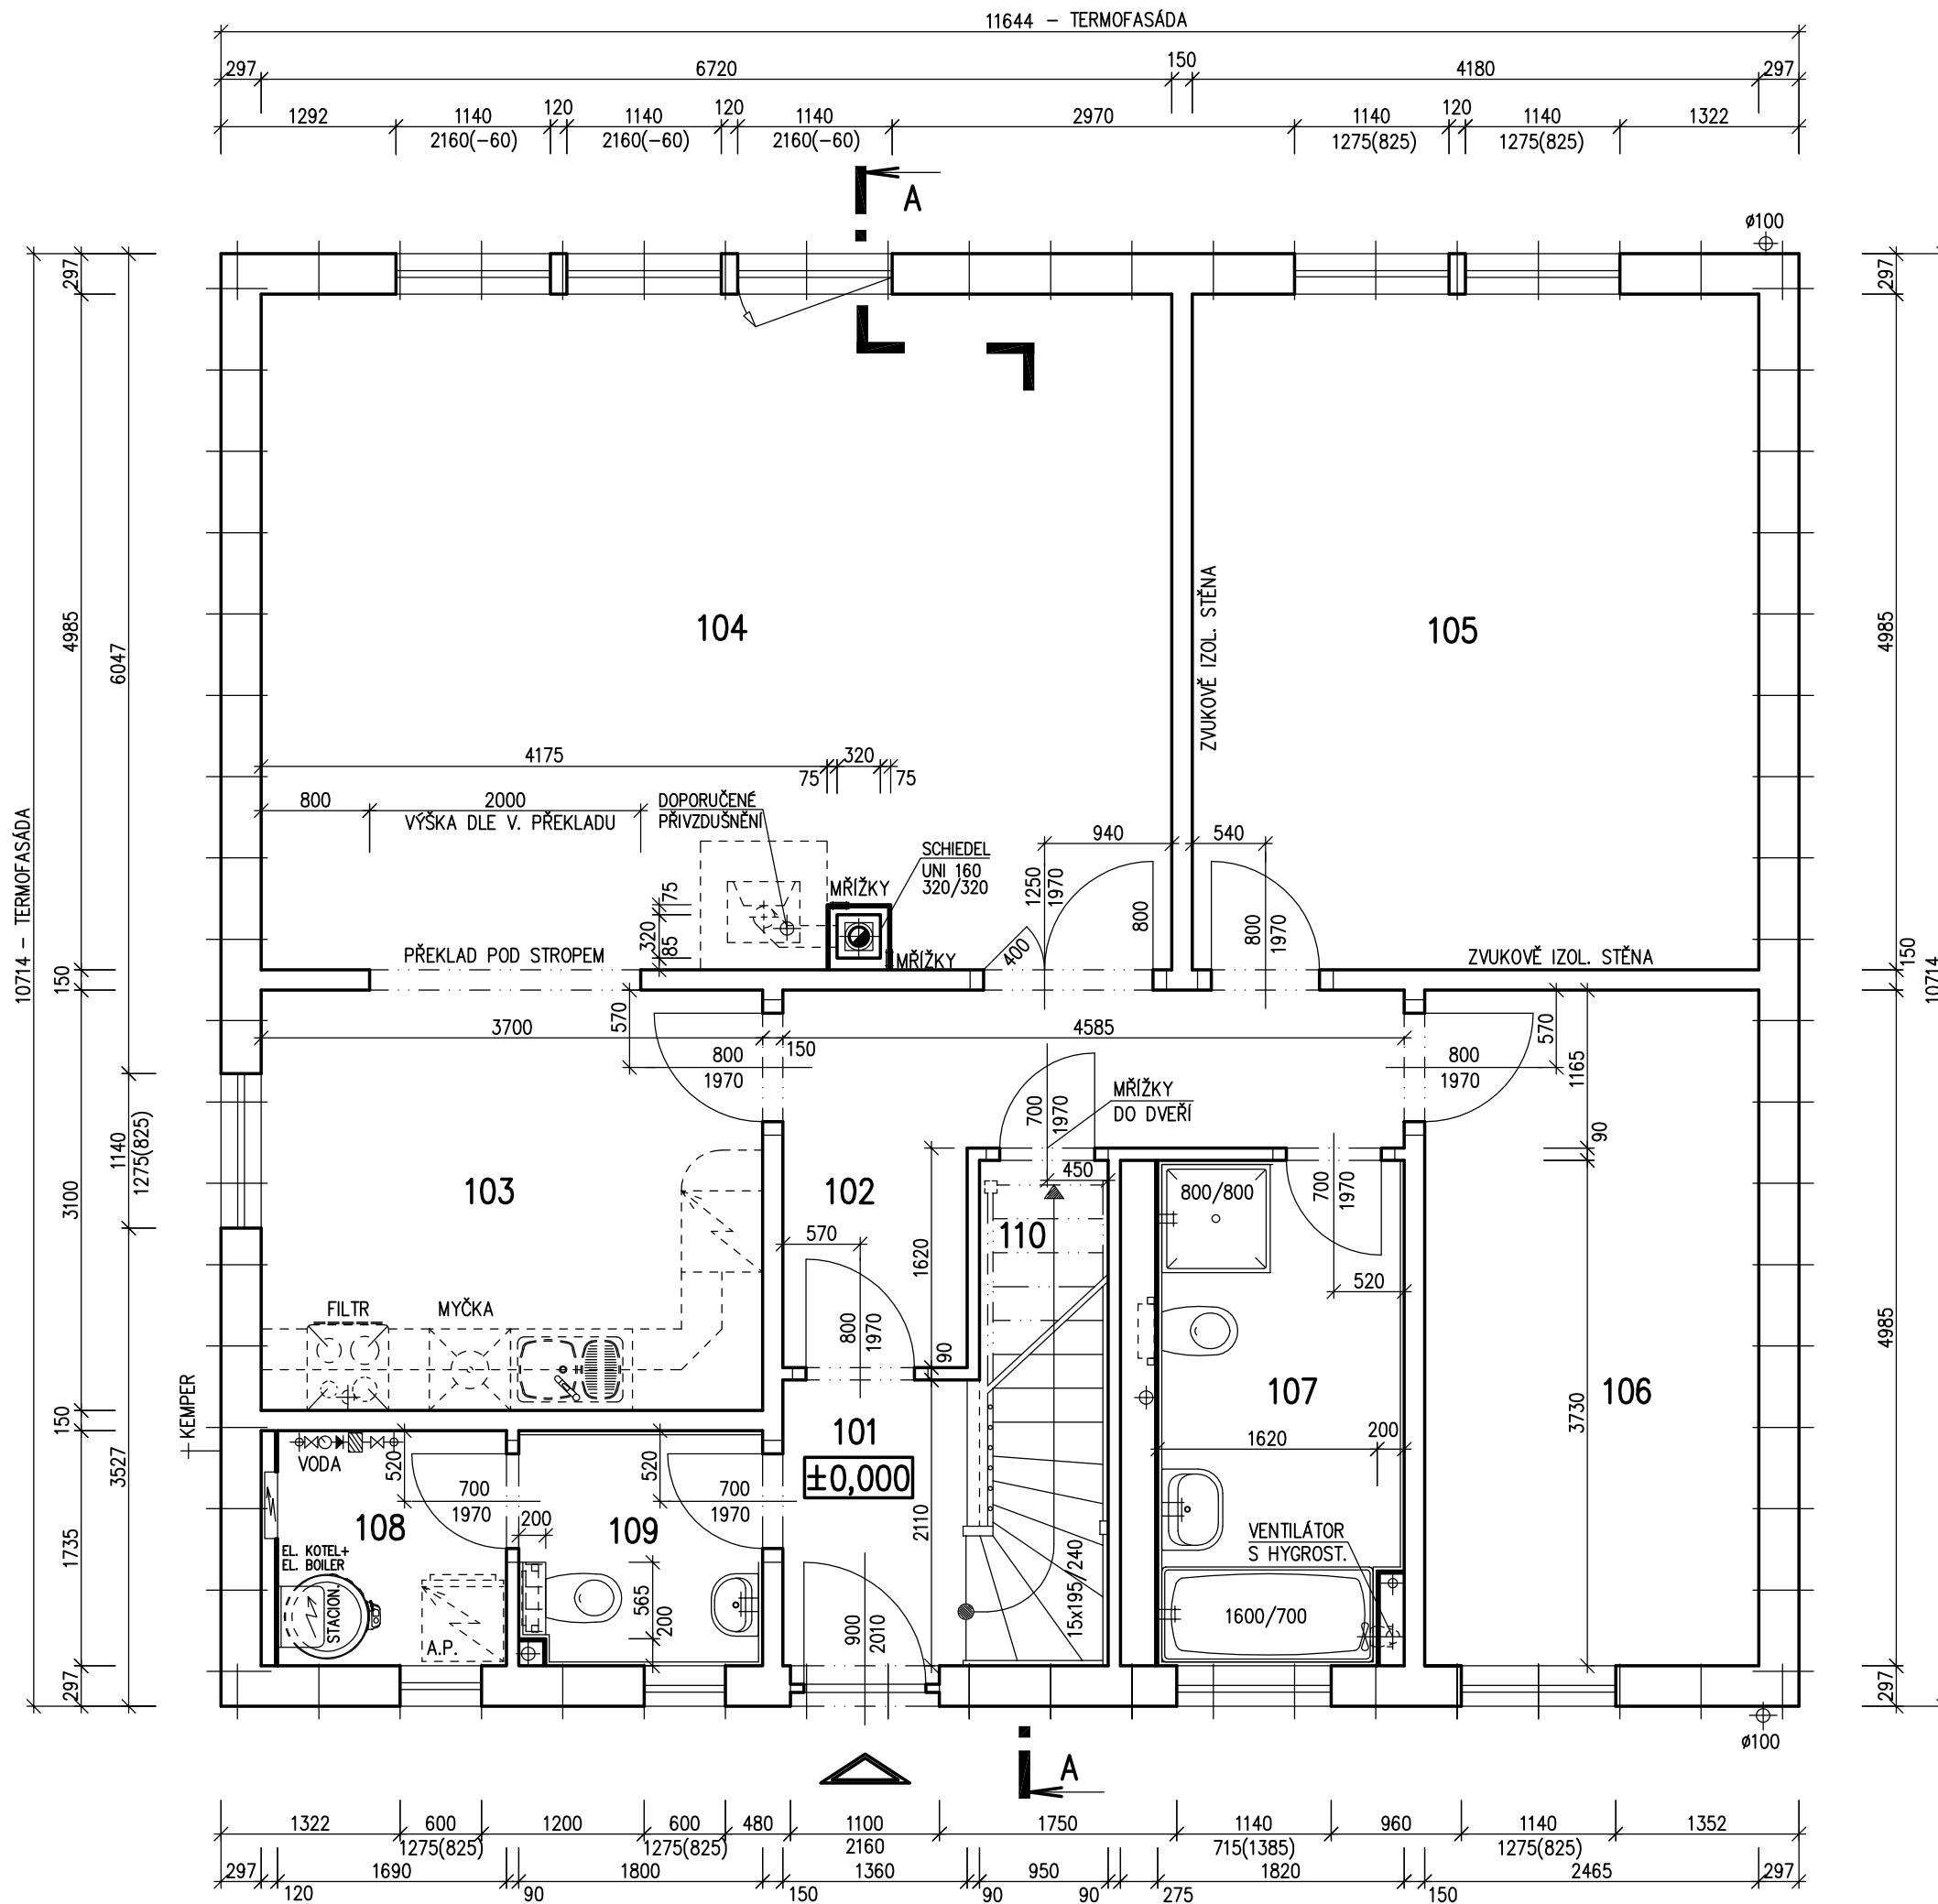 11644 – TERMOFASÁDA
297 6720 150 4180 297
1292 1140 120 1140 120 1140 2970 1140 120 1140 1322
2160(-60) 2160(-60) 2160(-60) 1275(825) 1275(825)
A
ø100
297
297
4985
6047
4985
104
105
ZVUKOVĚ IZOL. STĚNA
10714 – TERMOFASÁDA
4175 320
75 75
800 2000
VÝŠKA DLE V. PŘEKLADU
DOPORUČENÉ
PŘIVZDUŠNĚNÍ
940 540
SCHIEDEL
UNI 160
320/320
MŘÍŽKY
75
320
85
1250
1970
800
800
1970
400
PŘEKLAD POD STROPEM
MŘÍŽKY
ZVUKOVĚ IZOL. STĚNA
150
150
10714
570
3700
150
4585
570
1165
800
1970
800
1970
MŘÍŽKY
DO DVEŘÍ
700
1970
90
1140
1275(825)
3100
450
103
102
110
800/800
700
1970
570
1620
520
FILTR
MYČKA
800
1970
90
4985
107
106
KEMPER
150
3527
101
±0,000
3730
1620 200
VODA
520
700
1970
520
700
1970
108
200
109
2110
VENTILÁTOR
S HYGROST.
1735
EL. KOTEL+
EL. BOILER
STACION.
A.P.
565
200
900
2010
15x195/240
1600/700
297
297
ø100
A
1322 600 1200 600 480 1100 1750 1140 960 1140 1352
1275(825) 1275(825) 2160 715(1385) 1275(825)
297 1690 1800 1360 950 1820 2465 297
120 90 150 90 90 275 150